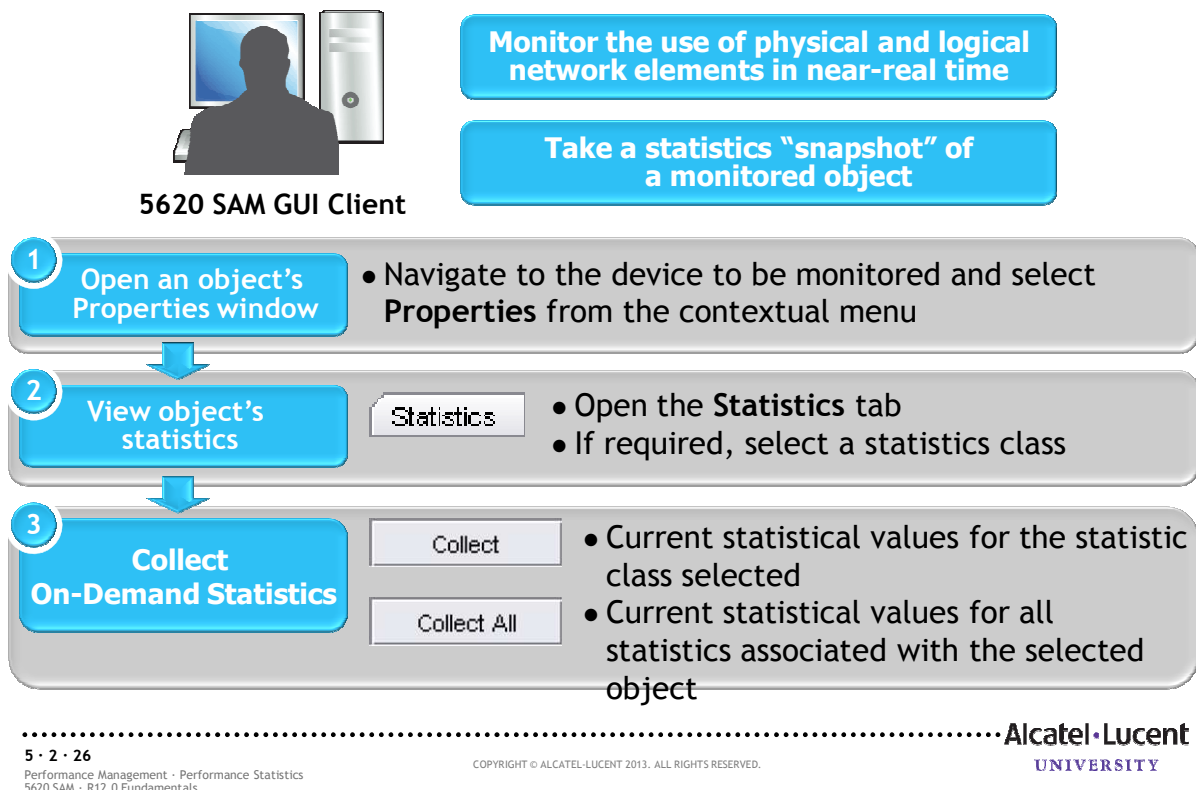 Monitor the use of physical and logical
network elements in near-real time
Take a statistics “snapshot” of
a monitored object
5620 SAM GUI Client
1
Open an object’s
Properties window
• Navigate to the device to be monitored and select
Properties from the contextual menu
2
View object’s
statistics
Statistics
• Open the Statistics tab
• If required, select a statistics class
3
Collect
On-Demand Statistics
Collect
• Current statistical values for the statistic
class selected
Collect All
• Current statistical values for all
statistics associated with the selected
object
Alcatel·Lucent
UNIVERSITY
5 · 2 · 26
Performance Management · Performance Statistics
5620 SAM · R12.0 Fundamentals
COPYRIGHT © ALCATEL-LUCENT 2013. ALL RIGHTS RESERVED.